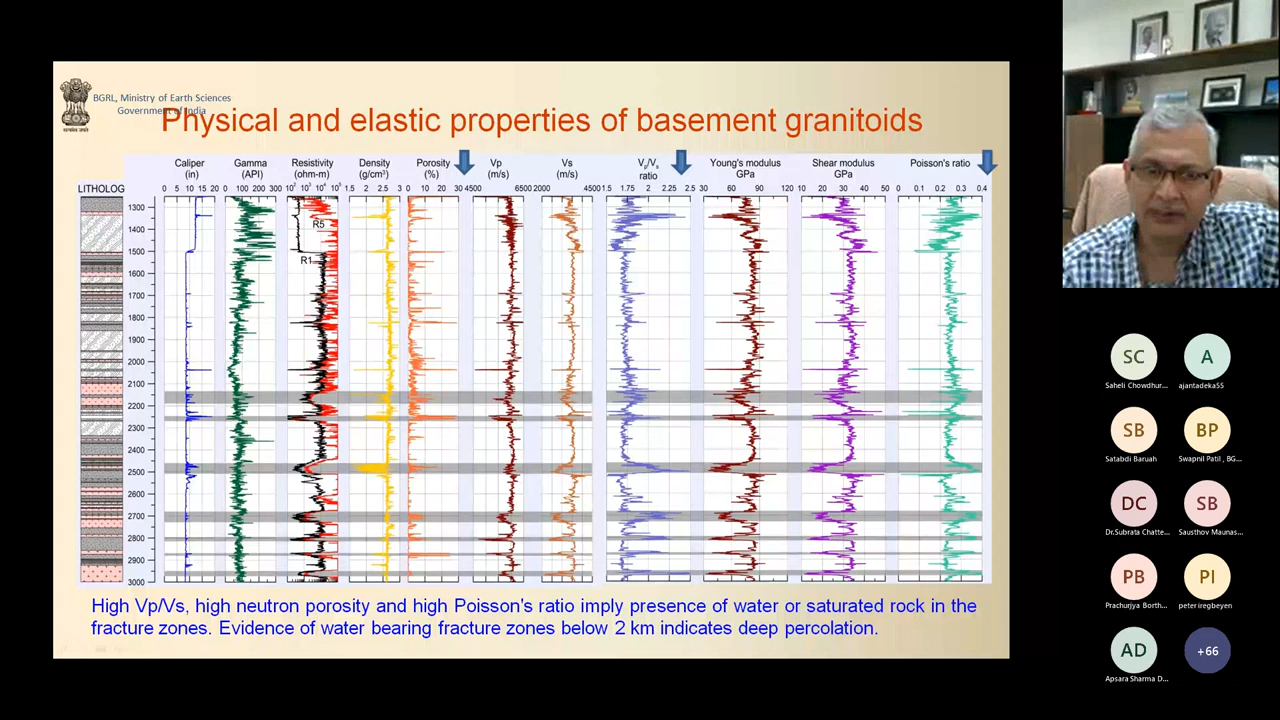 BGRL, Ministry of Earth Sciences
Government of India
Physical and elastic properties of basement granitoids
LITHOLOG
Caliper (in)
0 5 10 15 20
Gamma (API)
0 100 200 300
Resistivity (ohm-m)
10² 10³ 10⁴ 10⁵
Density (g/cm³)
1.5 2 2.5 3
Porosity (%)
0 10 20 30
Vp (m/s)
4500 6500
Vs (m/s)
2000 4500
Vp/Vs ratio
1.5 1.75 2 2.25 2.5
Young's modulus GPa
30 60 90 120
Shear modulus GPa
10 20 30 40 50
Poisson's ratio
0 0.1 0.2 0.3 0.4
1300
1400
1500
1600
1700
1800
1900
2000
2100
2200
2300
2400
2500
2600
2700
2800
2900
3000
R5
R1
High Vp/Vs, high neutron porosity and high Poisson's ratio imply presence of water or saturated rock in the
fracture zones. Evidence of water bearing fracture zones below 2 km indicates deep percolation.
SC
Saheli Chowdhur...
A
ajantadeka55
SB
Satabdi Baruah
BP
Swapnil Patil , BG...
DC
Dr.Subrata Chatte...
SB
Sausthov Maunas...
PB
Prachurjya Borth...
PI
peter iregbeyen
AD
Apsara Sharma D...
+66